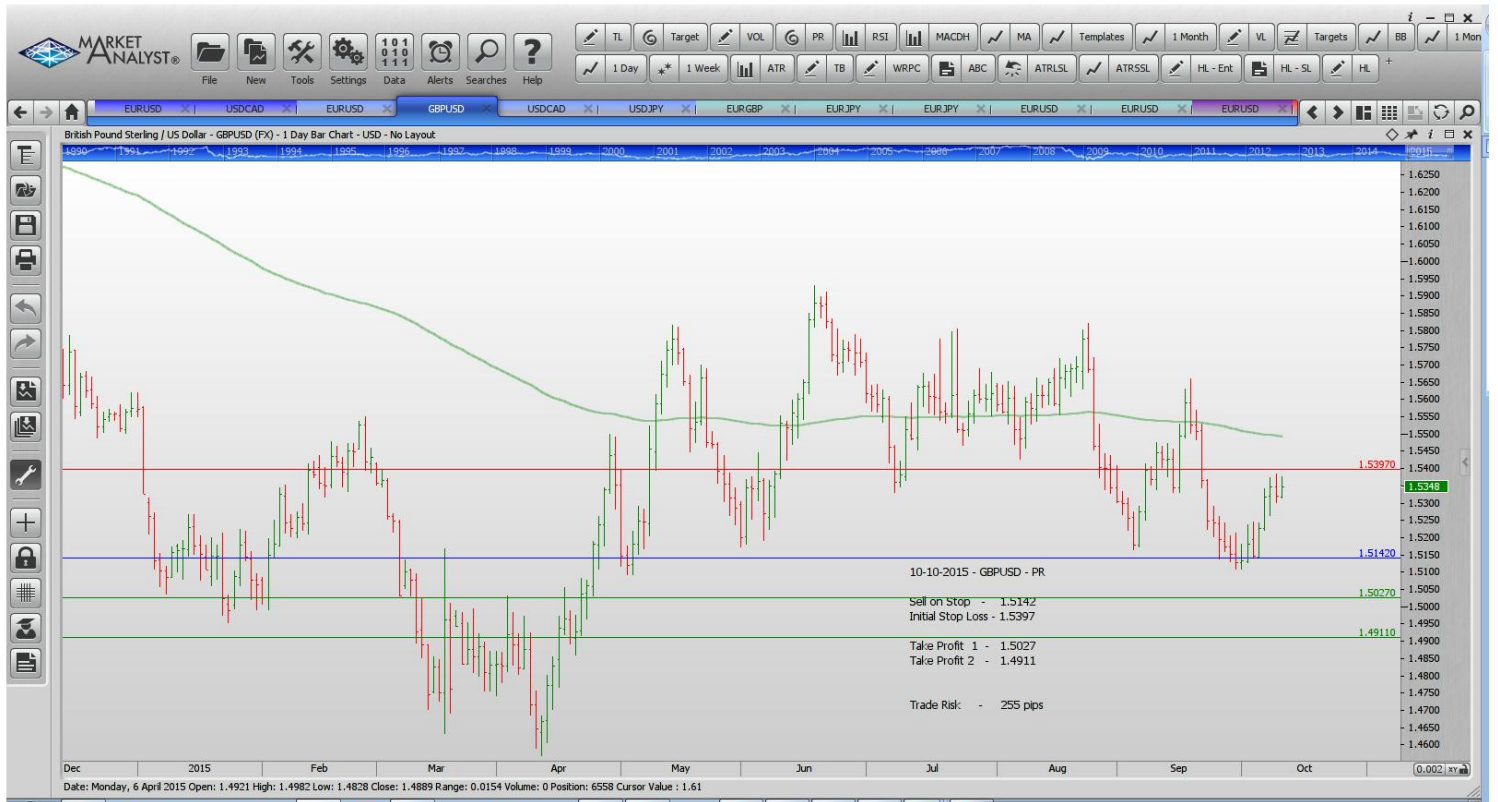 MARKET
ANALYST®
File New Tools Settings Data Alerts Searches Help
101
010
111
?
TL Target VOL PR RSI MACDH MA Templates 1 Month VL Targets BB 1 Mon
1 Day 1 Week ATR TB WRPC ABC ATRLSL ATRSSL HL - Ent HL - SL HL +
EURUSD USDCAD EURUSD GBPUSD USDCAD USDJPY EURGBP EURJPY EURJPY EURUSD EURUSD EURUSD
British Pound Sterling / US Dollar - GBPUSD (FX) - 1 Day Bar Chart - USD - No Layout
1990 1991 1992 1993 1994 1995 1996 1997 1998 1999 2000 2001 2002 2003 2004 2005 2006 2007 2008 2009 2010 2011 2012 2013 2014 2015
1.6250
1.6200
1.6150
1.6100
1.6050
1.6000
1.5950
1.5900
1.5850
1.5800
1.5750
1.5700
1.5650
1.5600
1.5550
1.5500
1.5450
1.53970
1.5400
1.5348
1.5300
1.5250
1.5200
1.51420
1.5150
10-10-2015 - GBPUSD - PR
1.5100
1.50270
1.5050
Sell on Stop - 1.5142
1.5000
Initial Stop Loss - 1.5397
1.4950
1.49110
1.4900
Take Profit 1 - 1.5027
Take Profit 2 - 1.4911
1.4850
1.4800
1.4750
Trade Risk - 255 pips
1.4700
1.4650
1.4600
Dec 2015 Feb Mar Apr May Jun Jul Aug Sep Oct
0.002 XY
Date: Monday, 6 April 2015 Open: 1.4921 High: 1.4982 Low: 1.4828 Close: 1.4889 Range: 0.0154 Volume: 0 Position: 6558 Cursor Value : 1.61